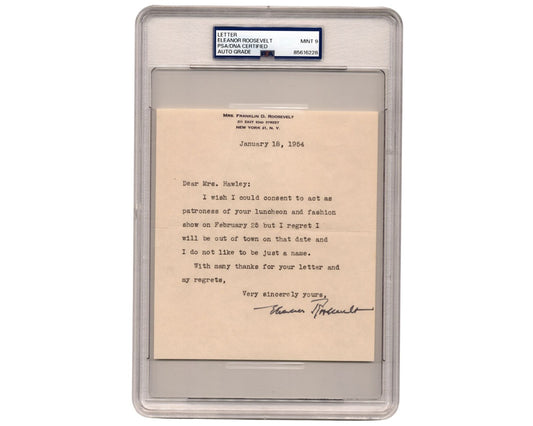 LETTER
ELEANOR ROOSEVELT MINT 9
PSA/DNA CERTIFIED
AUTO GRADE 85616228
MRS. FRANKLIN D. ROOSEVELT
211 EAST 62ND STREET
NEW YORK 21, N. Y.
January 18, 1954
Dear Mrs. Hawley:
I wish I could consent to act as
patroness of your luncheon and fashion
show on February 25 but I regret I
will be out of town on that date and
I do not like to be just a name.
With many thanks for your letter and
my regrets,
Very sincerely yours,
Eleanor Roosevelt